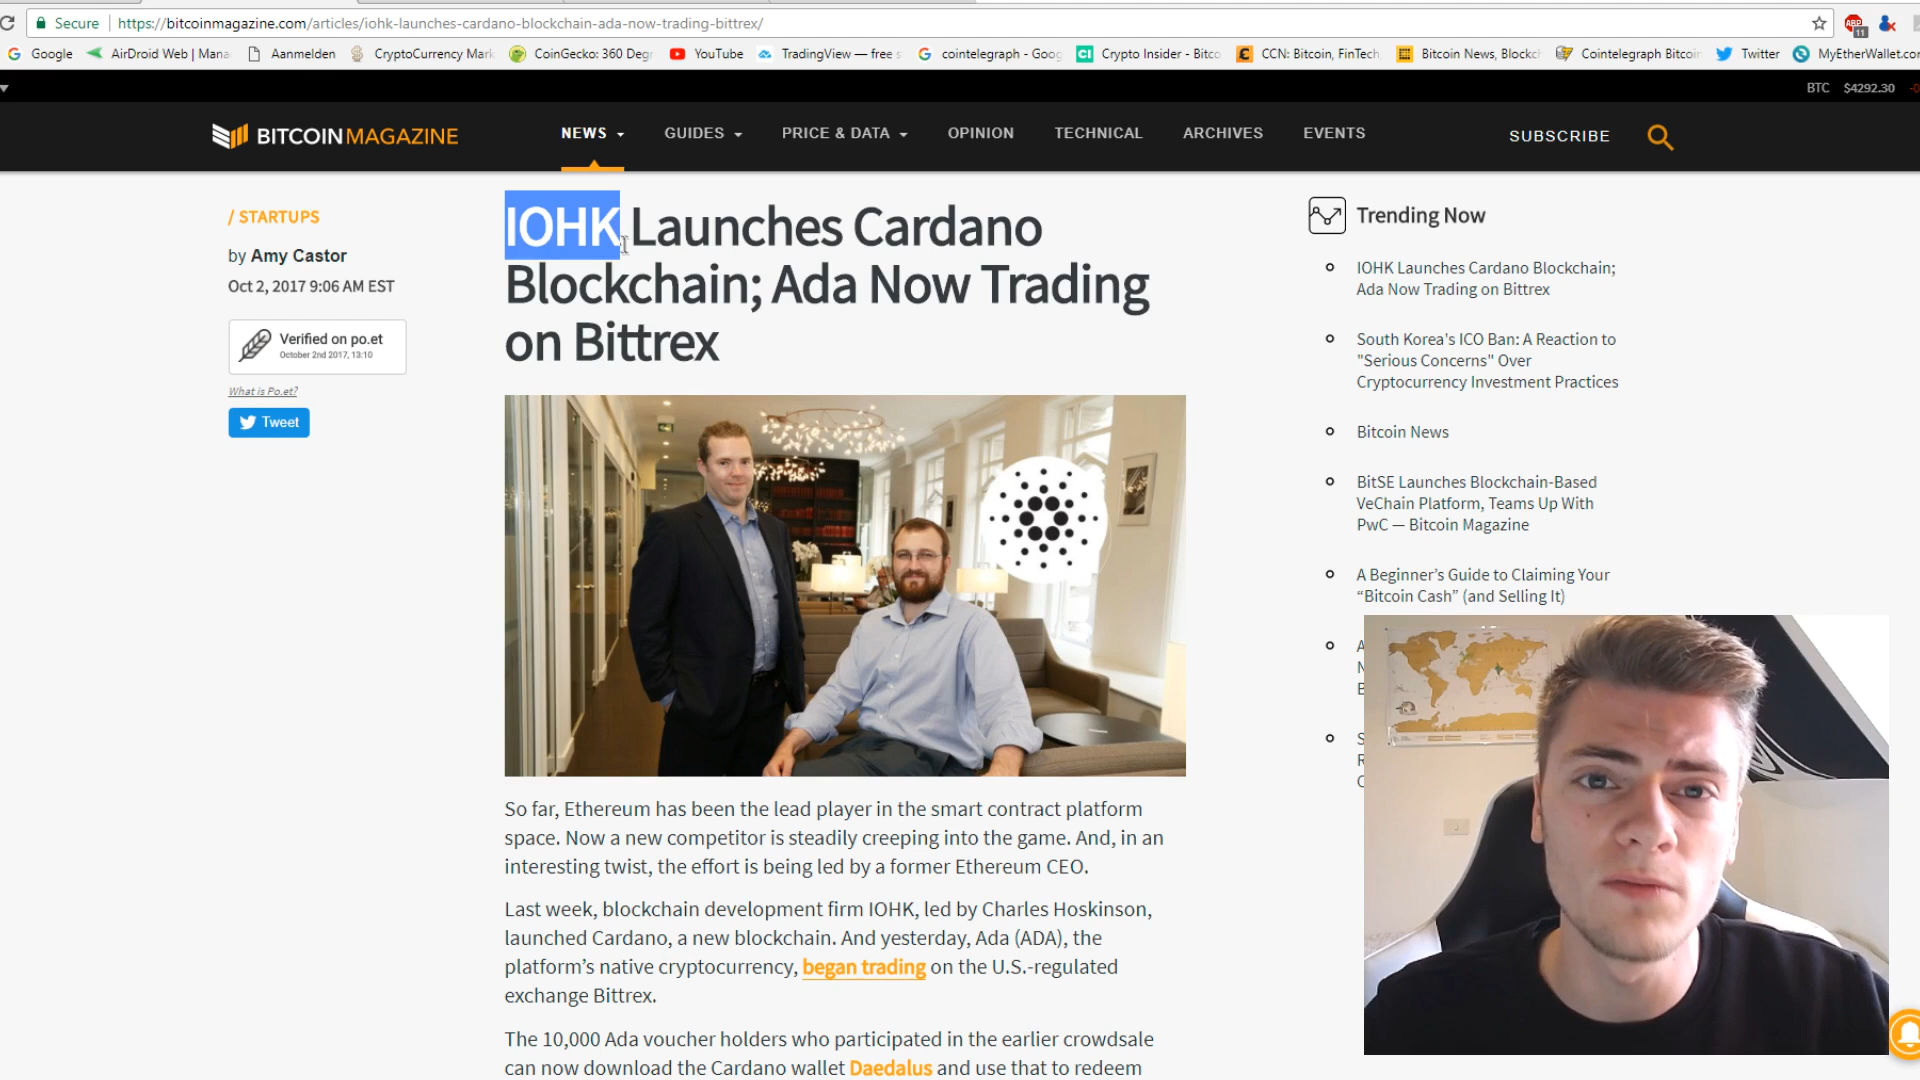 Secure https://bitcoinmagazine.com/articles/iohk-launches-cardano-blockchain-ada-now-trading-bittrex/
ABP 11
Google AirDroid Web | Mana Aanmelden CryptoCurrency Mark CoinGecko: 360 Degr YouTube TradingView — free s cointelegraph - Goog Crypto Insider - Bitco CCN: Bitcoin, FinTech, Bitcoin News, Blockc Cointelegraph Bitcoin Twitter MyEtherWallet.co
BTC $4292.30
BITCOINMAGAZINE
NEWS GUIDES PRICE & DATA OPINION TECHNICAL ARCHIVES EVENTS
SUBSCRIBE
/ STARTUPS
by Amy Castor
Oct 2, 2017 9:06 AM EST
Verified on po.et
October 2nd 2017, 13:10
What is Po.et?
Tweet
IOHK Launches Cardano
Blockchain; Ada Now Trading
on Bittrex
So far, Ethereum has been the lead player in the smart contract platform
space. Now a new competitor is steadily creeping into the game. And, in an
interesting twist, the effort is being led by a former Ethereum CEO.
Last week, blockchain development firm IOHK, led by Charles Hoskinson,
launched Cardano, a new blockchain. And yesterday, Ada (ADA), the
platform's native cryptocurrency, began trading on the U.S.-regulated
exchange Bittrex.
The 10,000 Ada voucher holders who participated in the earlier crowdsale
can now download the Cardano wallet Daedalus and use that to redeem
Trending Now
IOHK Launches Cardano Blockchain;
Ada Now Trading on Bittrex
South Korea's ICO Ban: A Reaction to
"Serious Concerns" Over
Cryptocurrency Investment Practices
Bitcoin News
BitSE Launches Blockchain-Based
VeChain Platform, Teams Up With
PwC — Bitcoin Magazine
A Beginner's Guide to Claiming Your
“Bitcoin Cash” (and Selling It)
A
N
B
S
R
C